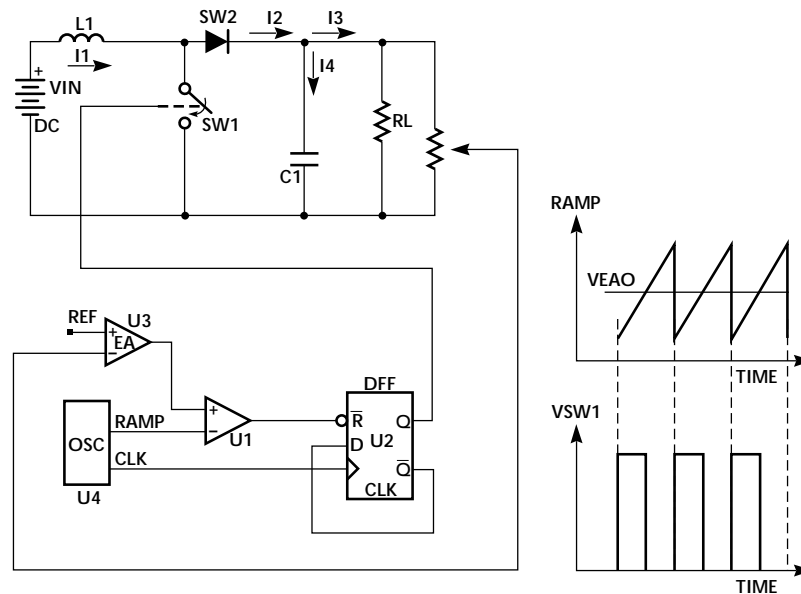 L1
SW2
I2
I3
I1
I4
+
VIN
DC
SW1
RL
C1
RAMP
VEAO
TIME
REF
U3
+
EA
−
DFF
RAMP
+
−
U1
R̅
Q
D
U2
OSC
CLK
Q̅
CLK
U4
VSW1
TIME